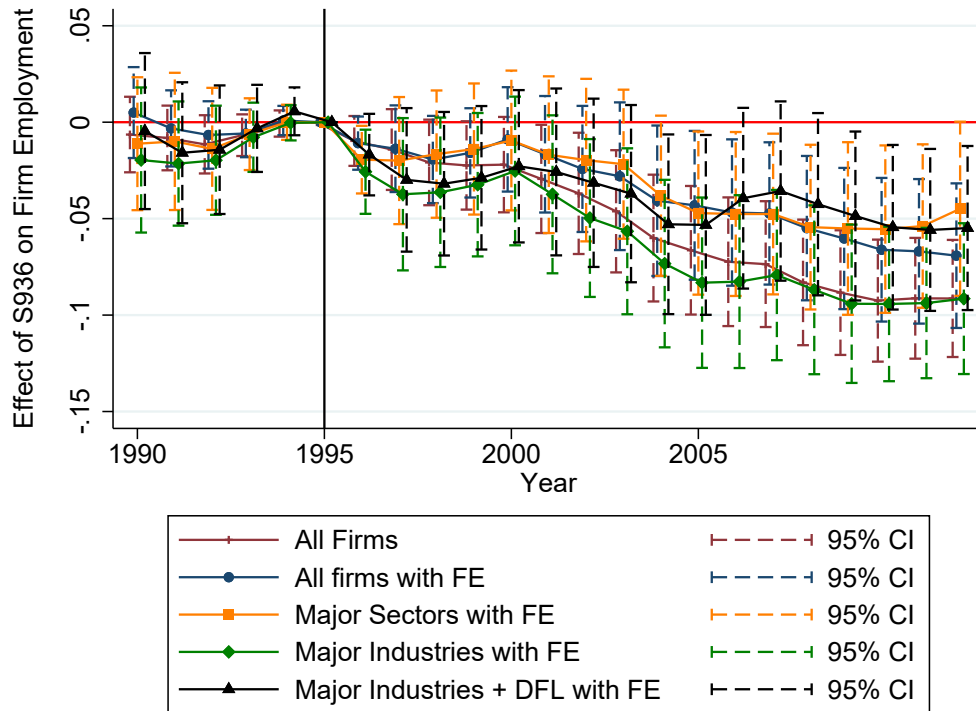 Effect of S936 on Firm Employment
.05
0
-.05
-.1
-.15
1990 1995 2000 2005
Year
All Firms 95% CI
All firms with FE 95% CI
Major Sectors with FE 95% CI
Major Industries with FE 95% CI
Major Industries + DFL with FE 95% CI